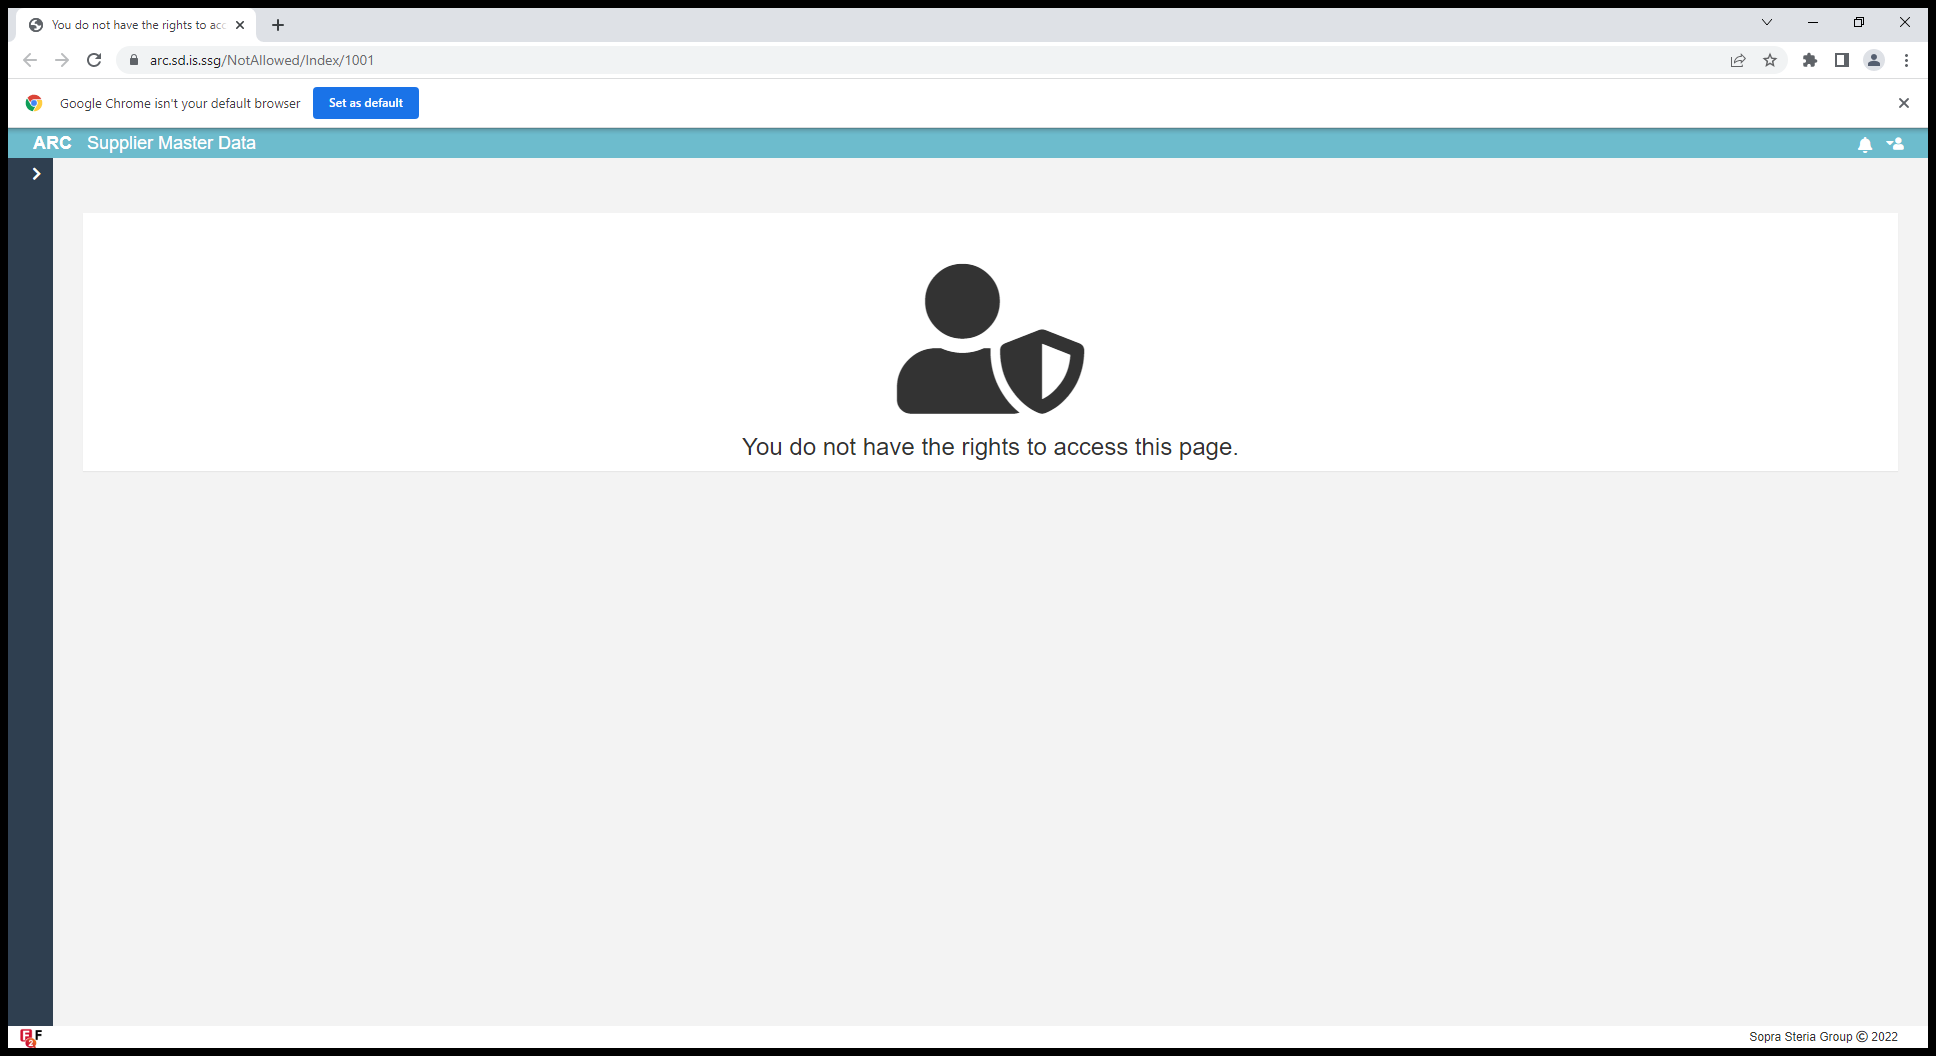 You do not have the rights to acc
arc.sd.is.ssg/NotAllowed/Index/1001
Google Chrome isn't your default browser
Set as default
ARC Supplier Master Data
You do not have the rights to access this page.
F F
2
Sopra Steria Group © 2022